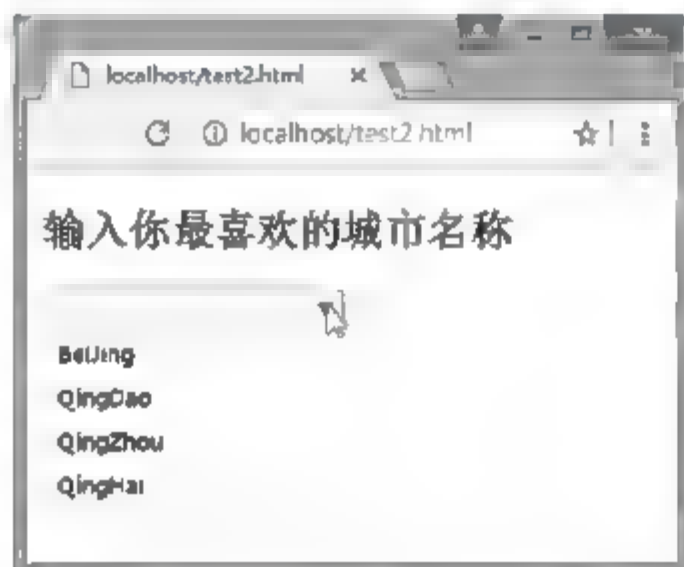 localhost/test2.html
localhost/test2.html
输入你最喜欢的城市名称
BeiJing
QingDao
QingZhou
QingHai